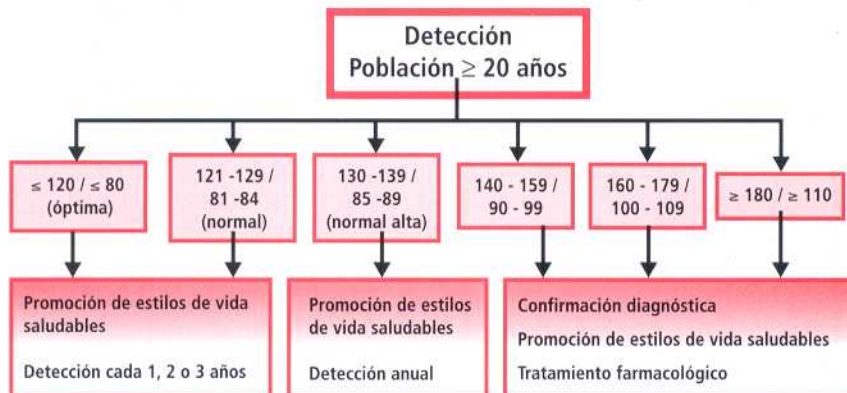 Detección
Población ≥ 20 años
≤ 120 / ≤ 80
(óptima)
121 -129 /
81 -84
(normal)
130 -139 /
85 -89
(normal alta)
140 - 159 /
90 - 99
160 - 179 /
100 - 109
≥ 180 / ≥ 110
Promoción de estilos de vida
saludables
Detección cada 1, 2 o 3 años
Promoción de estilos
de vida saludables
Detección anual
Confirmación diagnóstica
Promoción de estilos de vida saludables
Tratamiento farmacológico